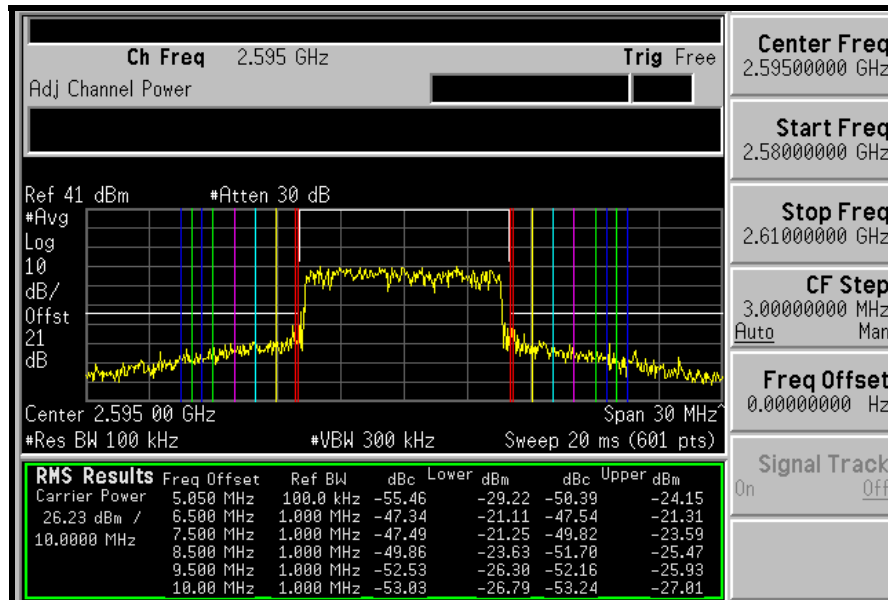 Ch Freq 2.595 GHz Trig Free
Adj Channel Power
Ref 41 dBm #Atten 30 dB
#Avg
Log
10
dB/
Offst
21
dB
Center 2.595 00 GHz Span 30 MHz^
#Res BW 100 kHz #VBW 300 kHz Sweep 20 ms (601 pts)
RMS Results Freq Offset Ref BW dBc Lower dBm dBc Upper dBm
Carrier Power 5.050 MHz 100.0 kHz -55.46 -29.22 -50.39 -24.15
26.23 dBm / 6.500 MHz 1.000 MHz -47.34 -21.11 -47.54 -21.31
10.0000 MHz 7.500 MHz 1.000 MHz -47.49 -21.25 -49.82 -23.59
8.500 MHz 1.000 MHz -49.86 -23.63 -51.70 -25.47
9.500 MHz 1.000 MHz -52.53 -26.30 -52.16 -25.93
10.00 MHz 1.000 MHz -53.03 -26.79 -53.24 -27.01
Center Freq
2.59500000 GHz
Start Freq
2.58000000 GHz
Stop Freq
2.61000000 GHz
CF Step
3.00000000 MHz
Auto Man
Freq Offset
0.00000000 Hz
Signal Track
On Off